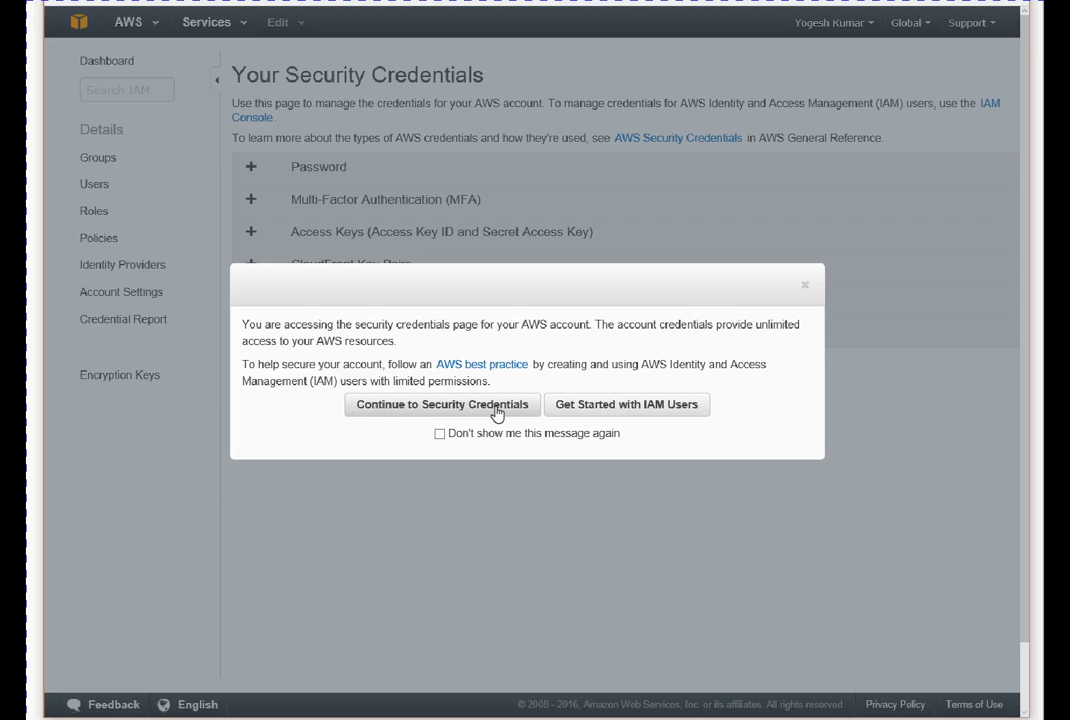 AWS Services Edit Yogesh Kumar Global Support
Dashboard
Search IAM
Details
Groups
Users
Roles
Policies
Identity Providers
Account Settings
Credential Report
Encryption Keys
Your Security Credentials
Use this page to manage the credentials for your AWS account. To manage credentials for AWS Identity and Access Management (IAM) users, use the IAM
Console.
To learn more about the types of AWS credentials and how they're used, see AWS Security Credentials in AWS General Reference.
+ Password
+ Multi-Factor Authentication (MFA)
+ Access Keys (Access Key ID and Secret Access Key)
+ CloudFront Key Pairs
×
You are accessing the security credentials page for your AWS account. The account credentials provide unlimited
access to your AWS resources.
To help secure your account, follow an AWS best practice by creating and using AWS Identity and Access
Management (IAM) users with limited permissions.
Continue to Security Credentials Get Started with IAM Users
Don't show me this message again
Feedback English © 2008 - 2016, Amazon Web Services, Inc. or its affiliates. All rights reserved. Privacy Policy Terms of Use